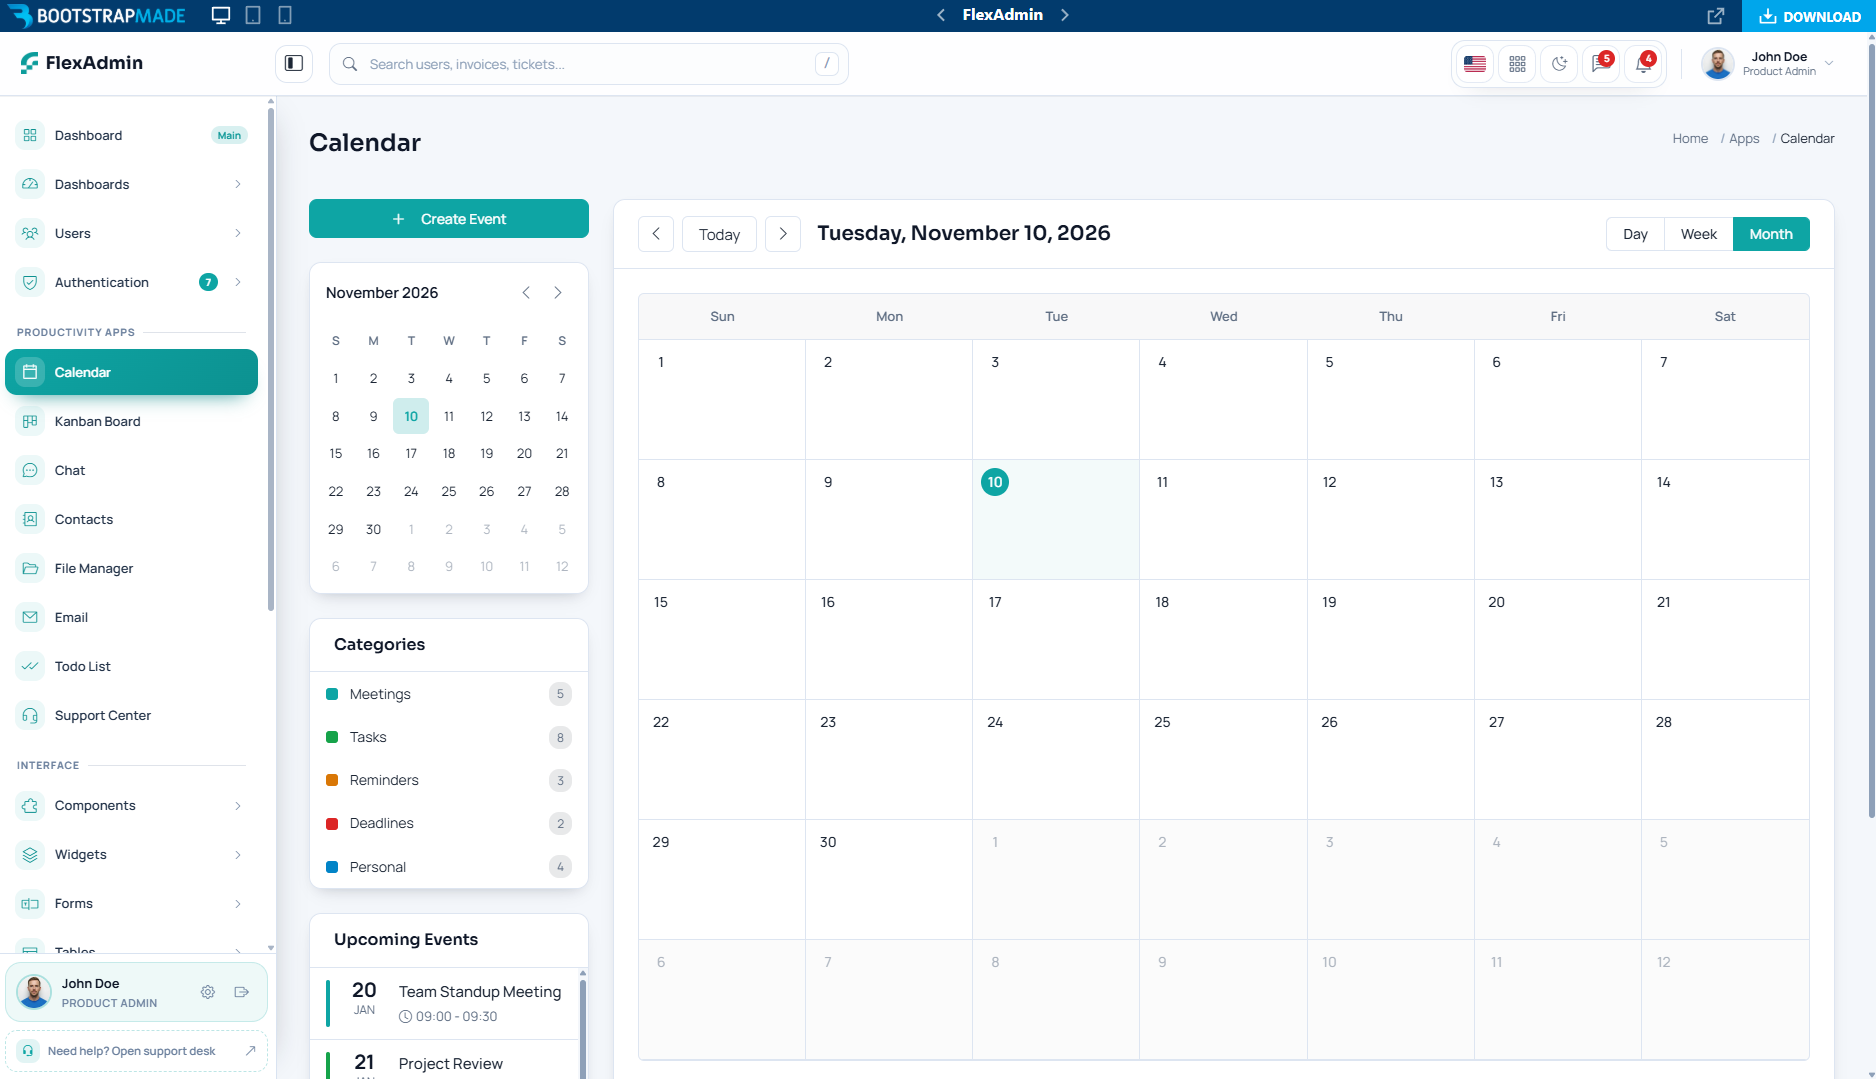 BOOTSTRAPMADE
FlexAdmin
DOWNLOAD
FlexAdmin
Search users, invoices, tickets...
/
5
4
John Doe
Product Admin
Dashboard
Main
Dashboards
Users
Authentication
7
PRODUCTIVITY APPS
Calendar
Kanban Board
Chat
Contacts
File Manager
Email
Todo List
Support Center
INTERFACE
Components
Widgets
Forms
Tables
John Doe
PRODUCT ADMIN
Need help? Open support desk
Calendar
Home / Apps / Calendar
Create Event
November 2026
S M T W T F S
1 2 3 4 5 6 7
8 9 10 11 12 13 14
15 16 17 18 19 20 21
22 23 24 25 26 27 28
29 30 1 2 3 4 5
6 7 8 9 10 11 12
Categories
Meetings 5
Tasks 8
Reminders 3
Deadlines 2
Personal 4
Upcoming Events
20 Team Standup Meeting
JAN 09:00 - 09:30
21 Project Review
Today
Tuesday, November 10, 2026
Day Week Month
Sun Mon Tue Wed Thu Fri Sat
1 2 3 4 5 6 7
8 9 10 11 12 13 14
15 16 17 18 19 20 21
22 23 24 25 26 27 28
29 30 1 2 3 4 5
6 7 8 9 10 11 12